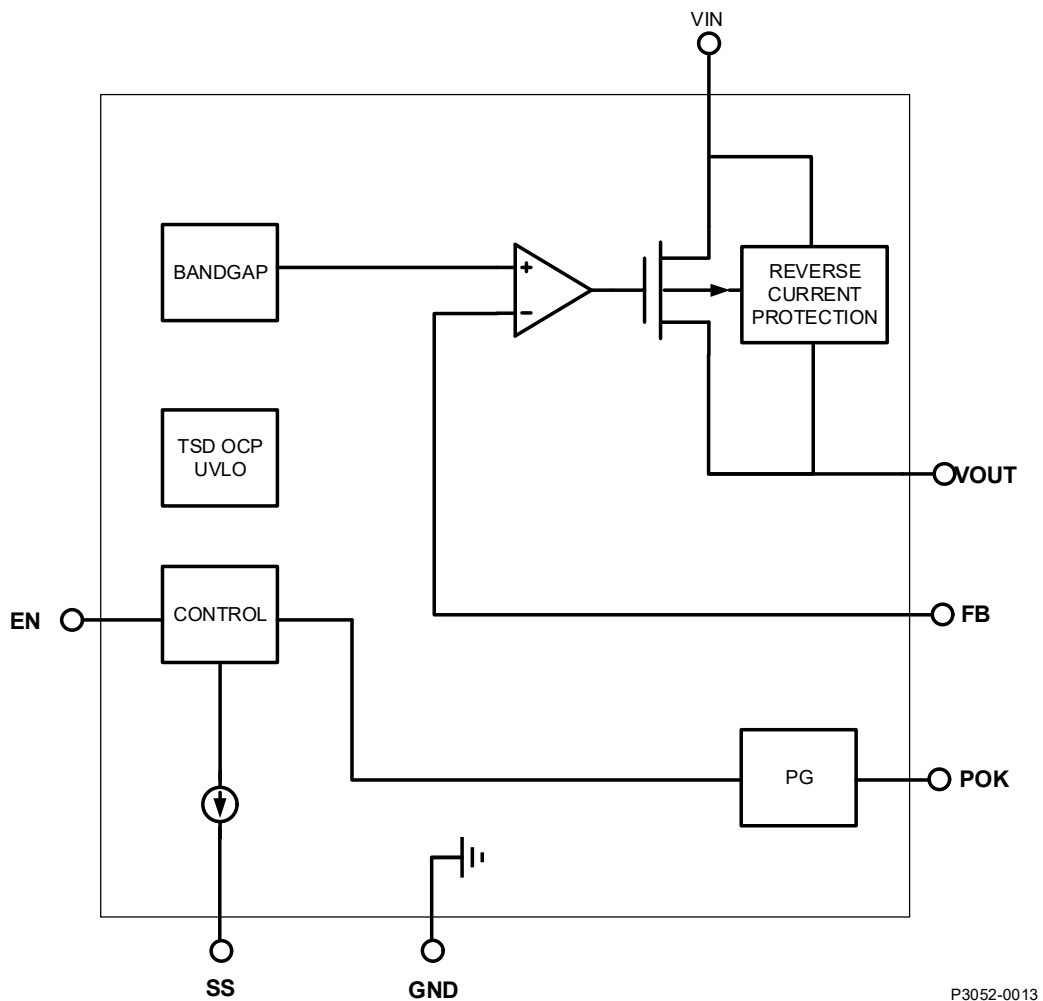 VIN
BANDGAP
+
-
REVERSE
CURRENT
PROTECTION
TSD OCP
UVLO
VOUT
EN
CONTROL
FB
PG
POK
SS
GND
P3052-0013